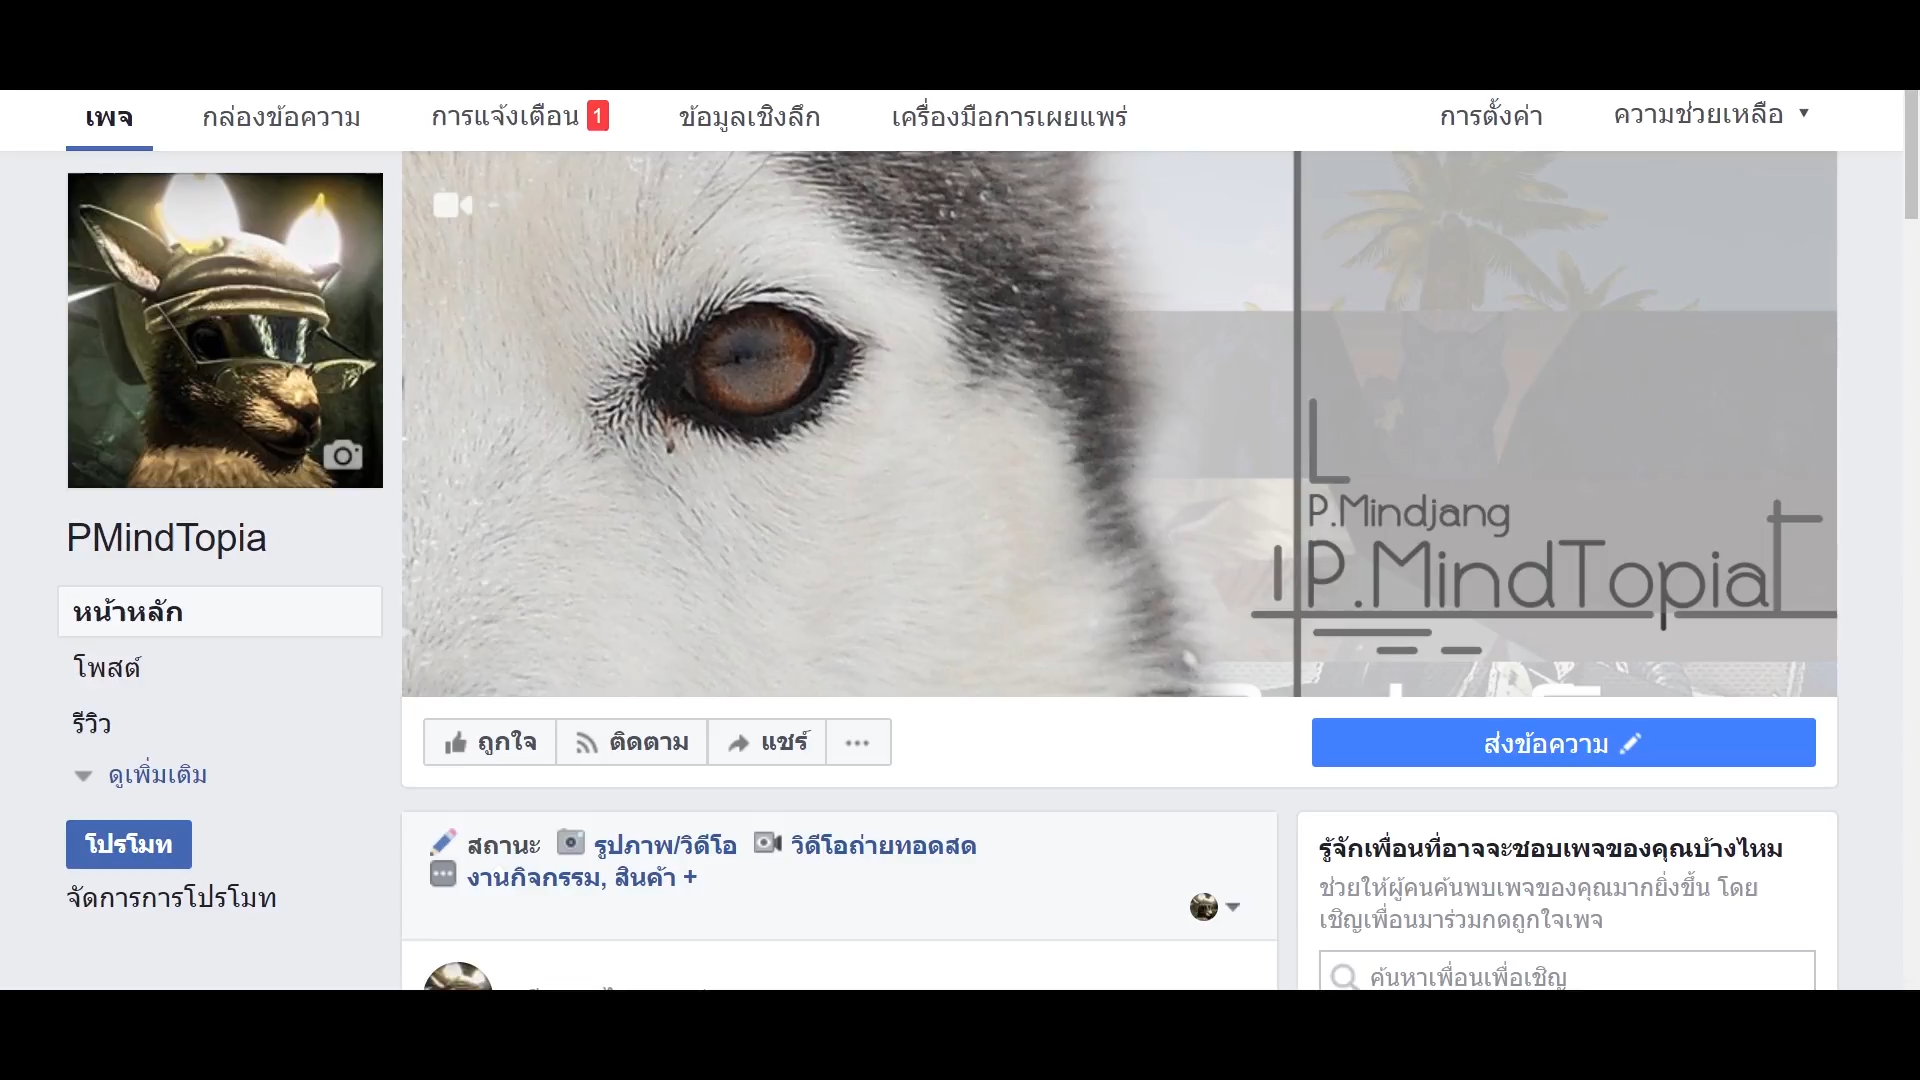 เพจ
กล่องข้อความ
การแจ้งเตือน 1
ข้อมูลเชิงลึก
เครื่องมือการเผยแพร่
การตั้งค่า
ความช่วยเหลือ
PMindTopia
หน้าหลัก
โพสต์
รีวิว
ดูเพิ่มเติม
โปรโมท
จัดการการโปรโมท
P.Mindjang
P.MindTopia
ถูกใจ
ติดตาม
แชร์
ส่งข้อความ
สถานะ รูปภาพ/วิดีโอ วิดีโอถ่ายทอดสด
งานกิจกรรม, สินค้า +
รู้จักเพื่อนที่อาจจะชอบเพจของคุณบ้างไหม
ช่วยให้ผู้คนค้นพบเพจของคุณมากยิ่งขึ้น โดย
เชิญเพื่อนมาร่วมกดถูกใจเพจ
ค้นหาเพื่อนเพื่อเชิญ